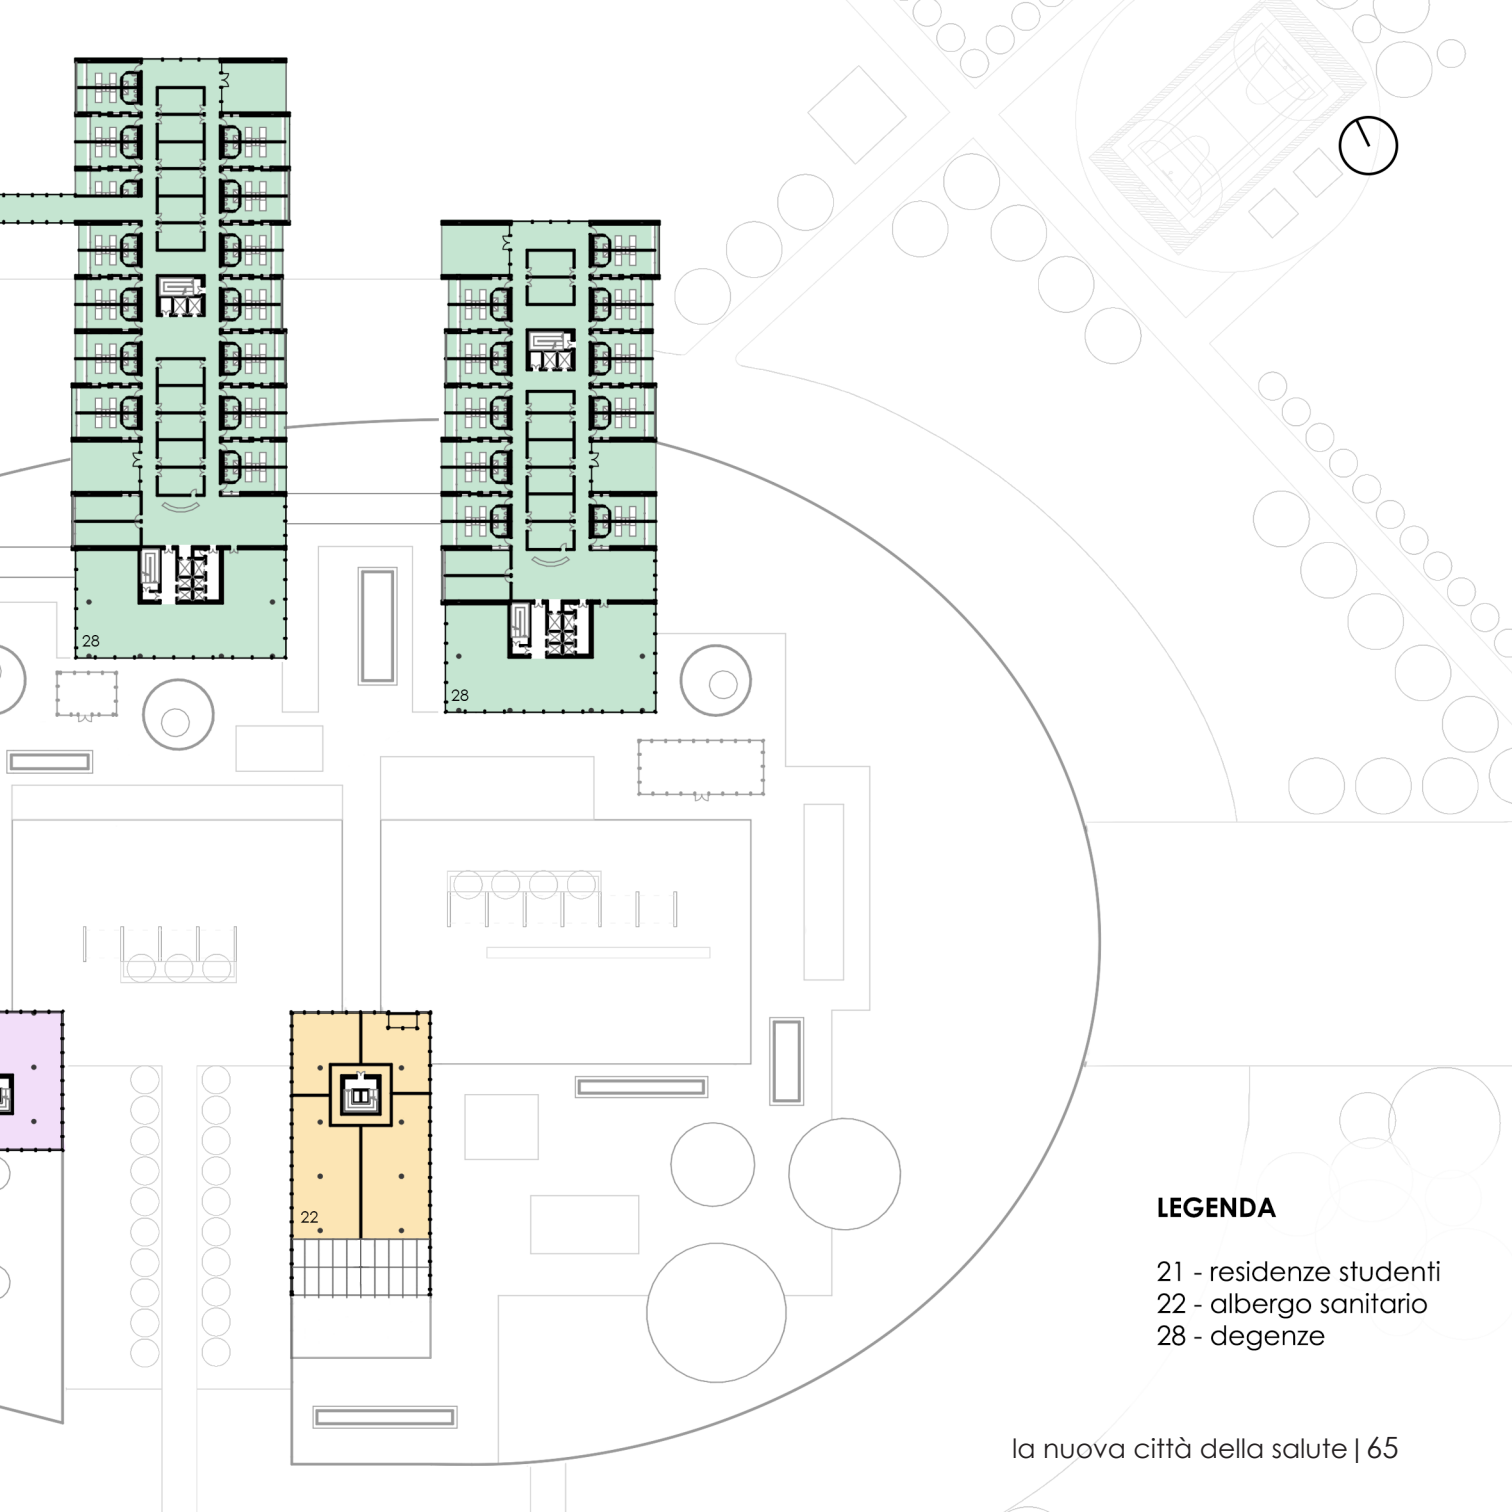 28
28
22
LEGENDA
21 - residenze studenti
22 - albergo sanitario
28 - degenze
la nuova città della salute|65